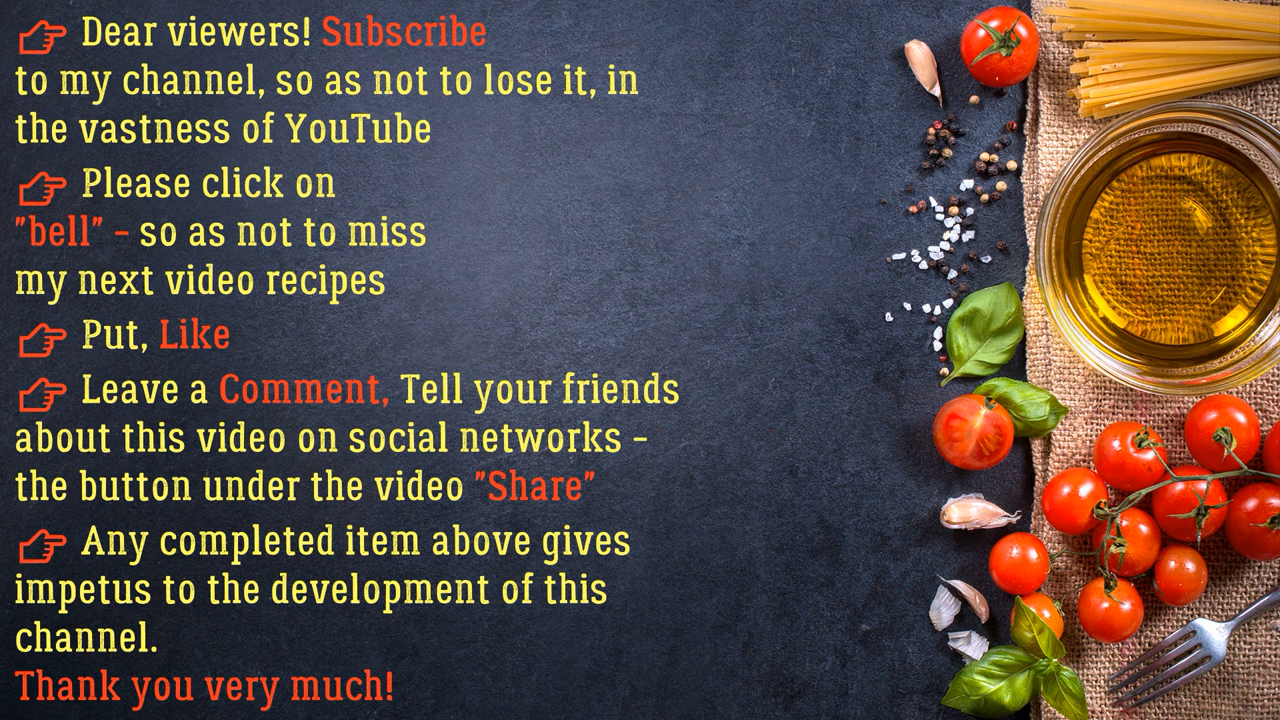 Dear viewers! Subscribe
to my channel, so as not to lose it, in
the vastness of YouTube
Please click on
"bell" - so as not to miss
my next video recipes
Put, Like
Leave a Comment, Tell your friends
about this video on social networks -
the button under the video "Share"
Any completed item above gives
impetus to the development of this
channel.
Thank you very much!